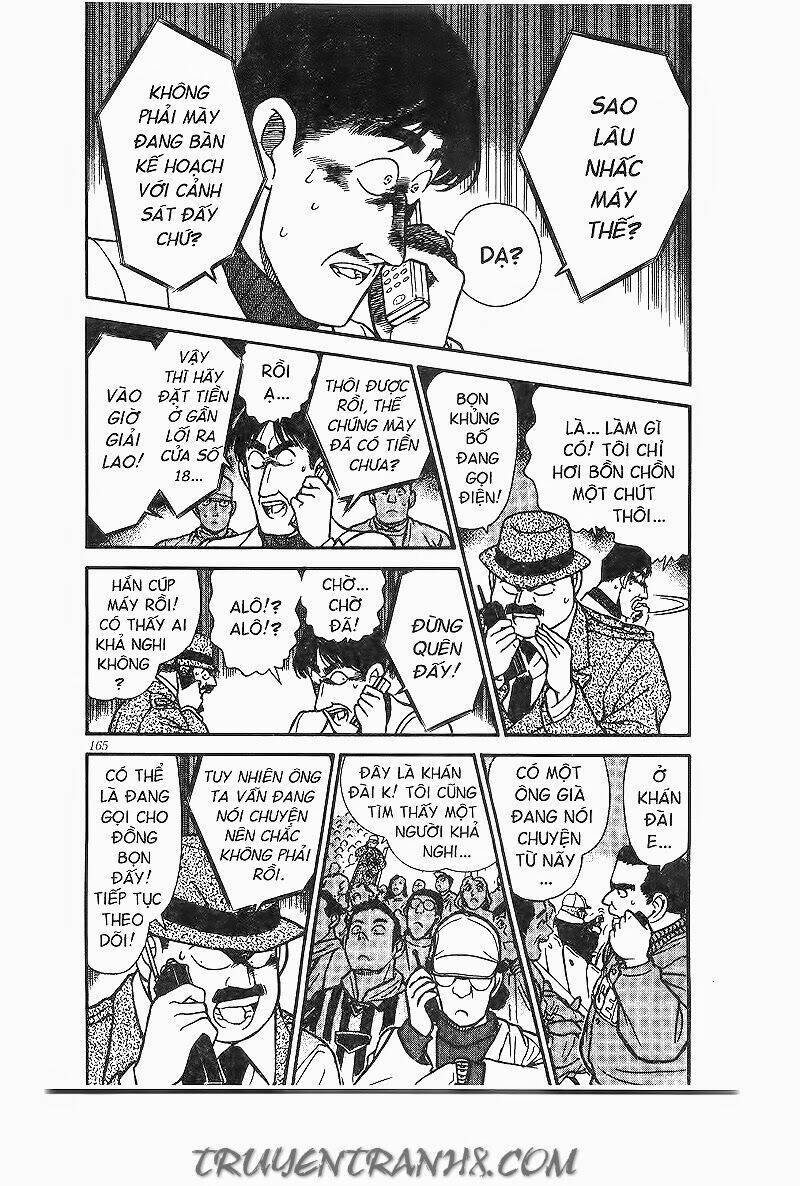 SAO
LÂU
NHẤC
MÁY
THẾ?
DẠ?
KHÔNG
PHẢI MÀY
ĐANG BÀN
KẾ HOẠCH
VỚI CẢNH
SÁT ĐẤY
CHỨ?
LÀ... LÀM GÌ
CÓ! TÔI CHỈ
HƠI BỒN CHỒN
MỘT CHÚT
THÔI...
BỌN
KHỦNG
BỐ
ĐANG
GỌI
ĐIỆN!
THÔI ĐƯỢC
RỒI, THẾ
CHÚNG MÀY
ĐÃ CÓ TIỀN
CHƯA?
RỒI
Ạ...
VẬY
THÌ HÃY
ĐẶT TIỀN
Ở GẦN
LỐI RA
CỬA SỐ
18...
VÀO
GIỜ
GIẢI
LAO!
ĐỪNG
QUÊN
ĐẤY!
CHỜ...
CHỜ
ĐÃ!
ALÔ!?
ALÔ!?
HẮN CÚP
MÁY RỒI!
CÓ THẤY AI
KHẢ NGHI
KHÔNG
?
165
Ở
KHÁN
ĐÀI
E...
CÓ MỘT
ÔNG GIÀ
ĐANG NÓI
CHUYỆN
TỪ NÃY
...
ĐÂY LÀ KHÁN
ĐÀI K! TÔI CŨNG
TÌM THẤY MỘT
NGƯỜI KHẢ
NGHI...
TUY NHIÊN ÔNG
TA VẪN ĐANG
NÓI CHUYỆN
NÊN CHẮC
KHÔNG PHẢI
RỒI.
CÓ THỂ
LÀ ĐANG
GỌI CHO
ĐỒNG
BỌN
ĐẤY!
TIẾP TỤC
THEO
DÕI!
TRUYENTRANH8.COM